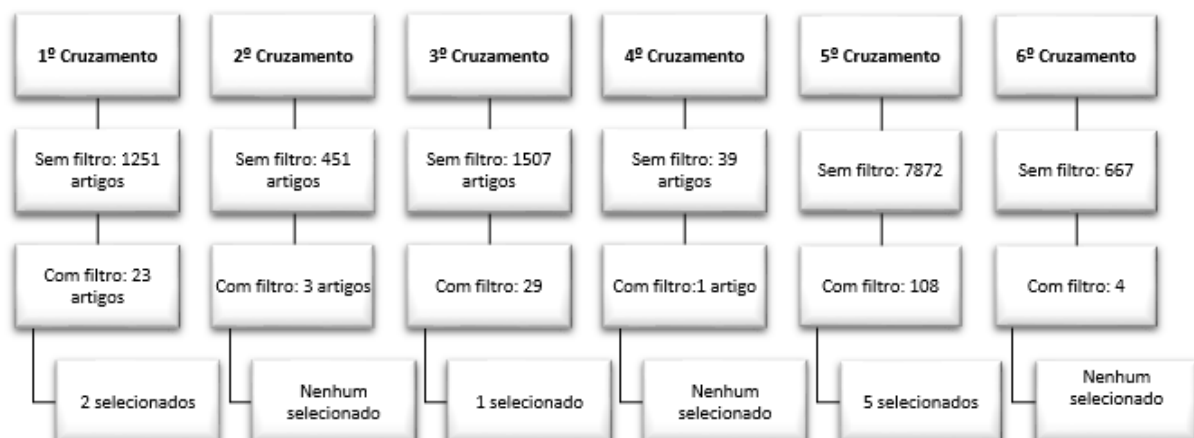 1º Cruzamento
Sem filtro: 1251
artigos
Com filtro: 23
artigos
2 selecionados
2º Cruzamento
Sem filtro: 451
artigos
Com filtro: 3 artigos
Nenhum
selecionado
3º Cruzamento
Sem filtro: 1507
artigos
Com filtro: 29
1 selecionado
4º Cruzamento
Sem filtro: 39
artigos
Com filtro:1 artigo
Nenhum
selecionado
5º Cruzamento
Sem filtro: 7872
Com filtro: 108
5 selecionados
6º Cruzamento
Sem filtro: 667
Com filtro: 4
Nenhum
selecionado